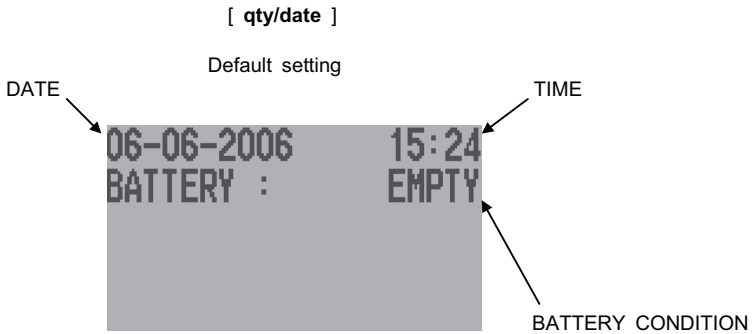 [ qty/date ]
Default setting
DATE
TIME
06-06-2006 15:24
BATTERY : EMPTY
BATTERY CONDITION